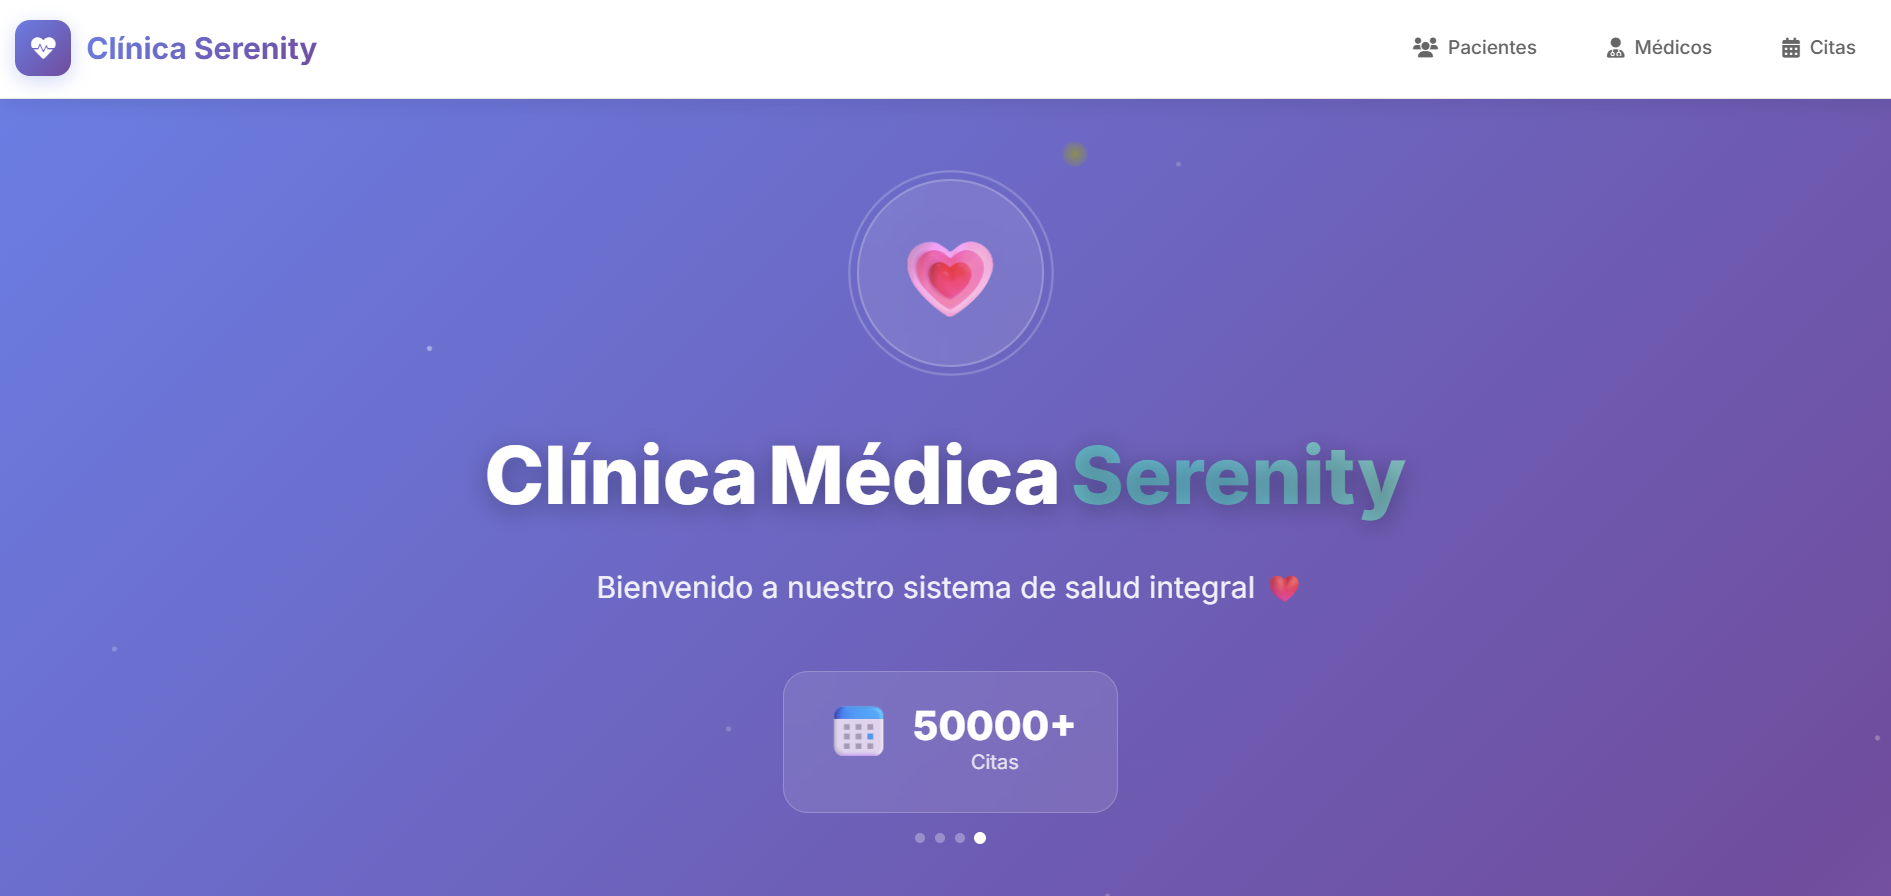 Clínica Serenity
Pacientes
Médicos
Citas
Clínica Médica Serenity
Bienvenido a nuestro sistema de salud integral
50000+
Citas